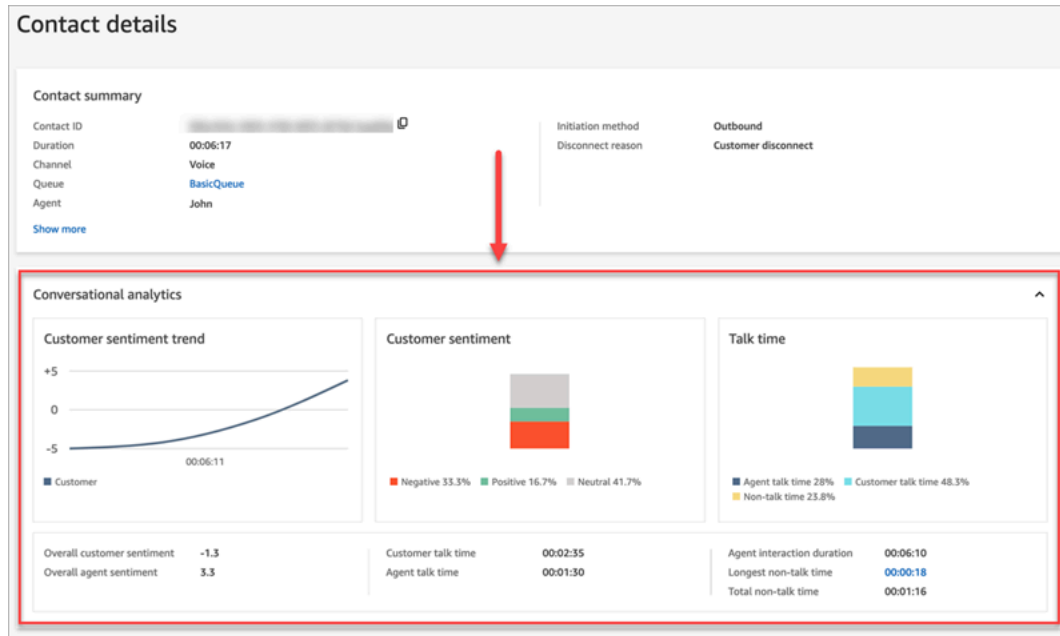 Contact details
Contact summary
Contact ID
Duration 00:06:17
Channel Voice
Queue BasicQueue
Agent John
Show more
Initiation method Outbound
Disconnect reason Customer disconnect
Conversational analytics
Customer sentiment trend
+5
0
-5
00:06:11
Customer
Customer sentiment
Negative 33.3% Positive 16.7% Neutral 41.7%
Talk time
Agent talk time 28% Customer talk time 48.3%
Non-talk time 23.8%
Overall customer sentiment -1.3
Overall agent sentiment 3.3
Customer talk time 00:02:35
Agent talk time 00:01:30
Agent interaction duration 00:06:10
Longest non-talk time 00:00:18
Total non-talk time 00:01:16